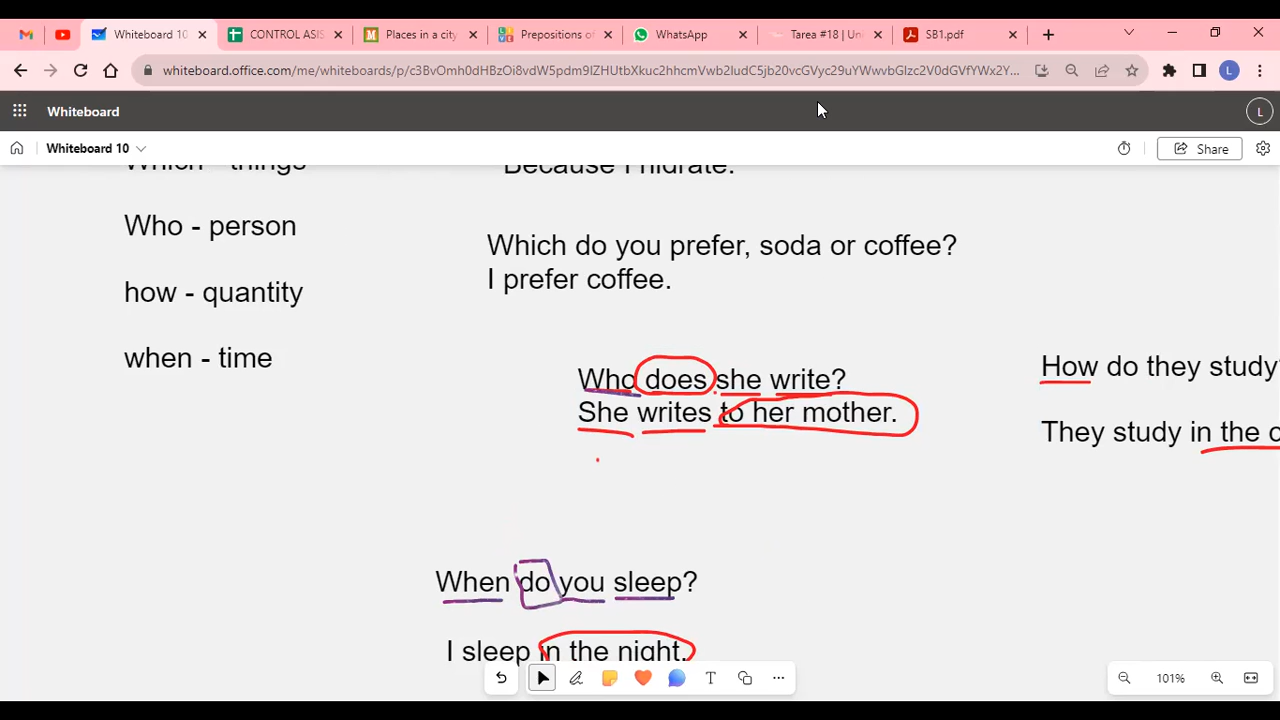 Whiteboard 10
CONTROL ASIS
Places in a city
Prepositions of
WhatsApp
Tarea #18 | Uni
SB1.pdf
whiteboard.office.com/me/whiteboards/p/
L
Whiteboard
L
Whiteboard 10
Share
Which - things
Who - person
how - quantity
when - time
Because I hidrate.
Which do you prefer, soda or coffee?
I prefer coffee.
Who does she write?
She writes to her mother.
How do they study?
They study in the c
When do you sleep?
I sleep in the night.
T
101%